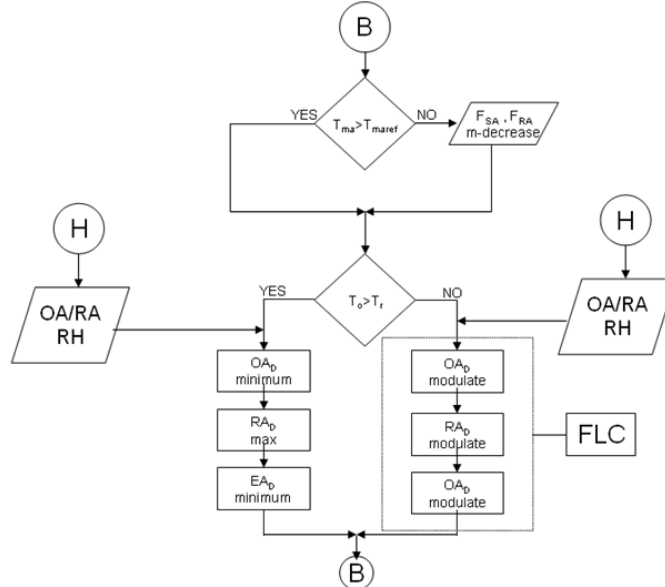 B
YES
NO
Tma>Tmaref
FSA , FRA
m-decrease
H
H
OA/RA
RH
YES
To>Tr
NO
OA/RA
RH
OAD
minimum
OAD
modulate
RAD
max
RAD
modulate
FLC
EAD
minimum
OAD
modulate
B